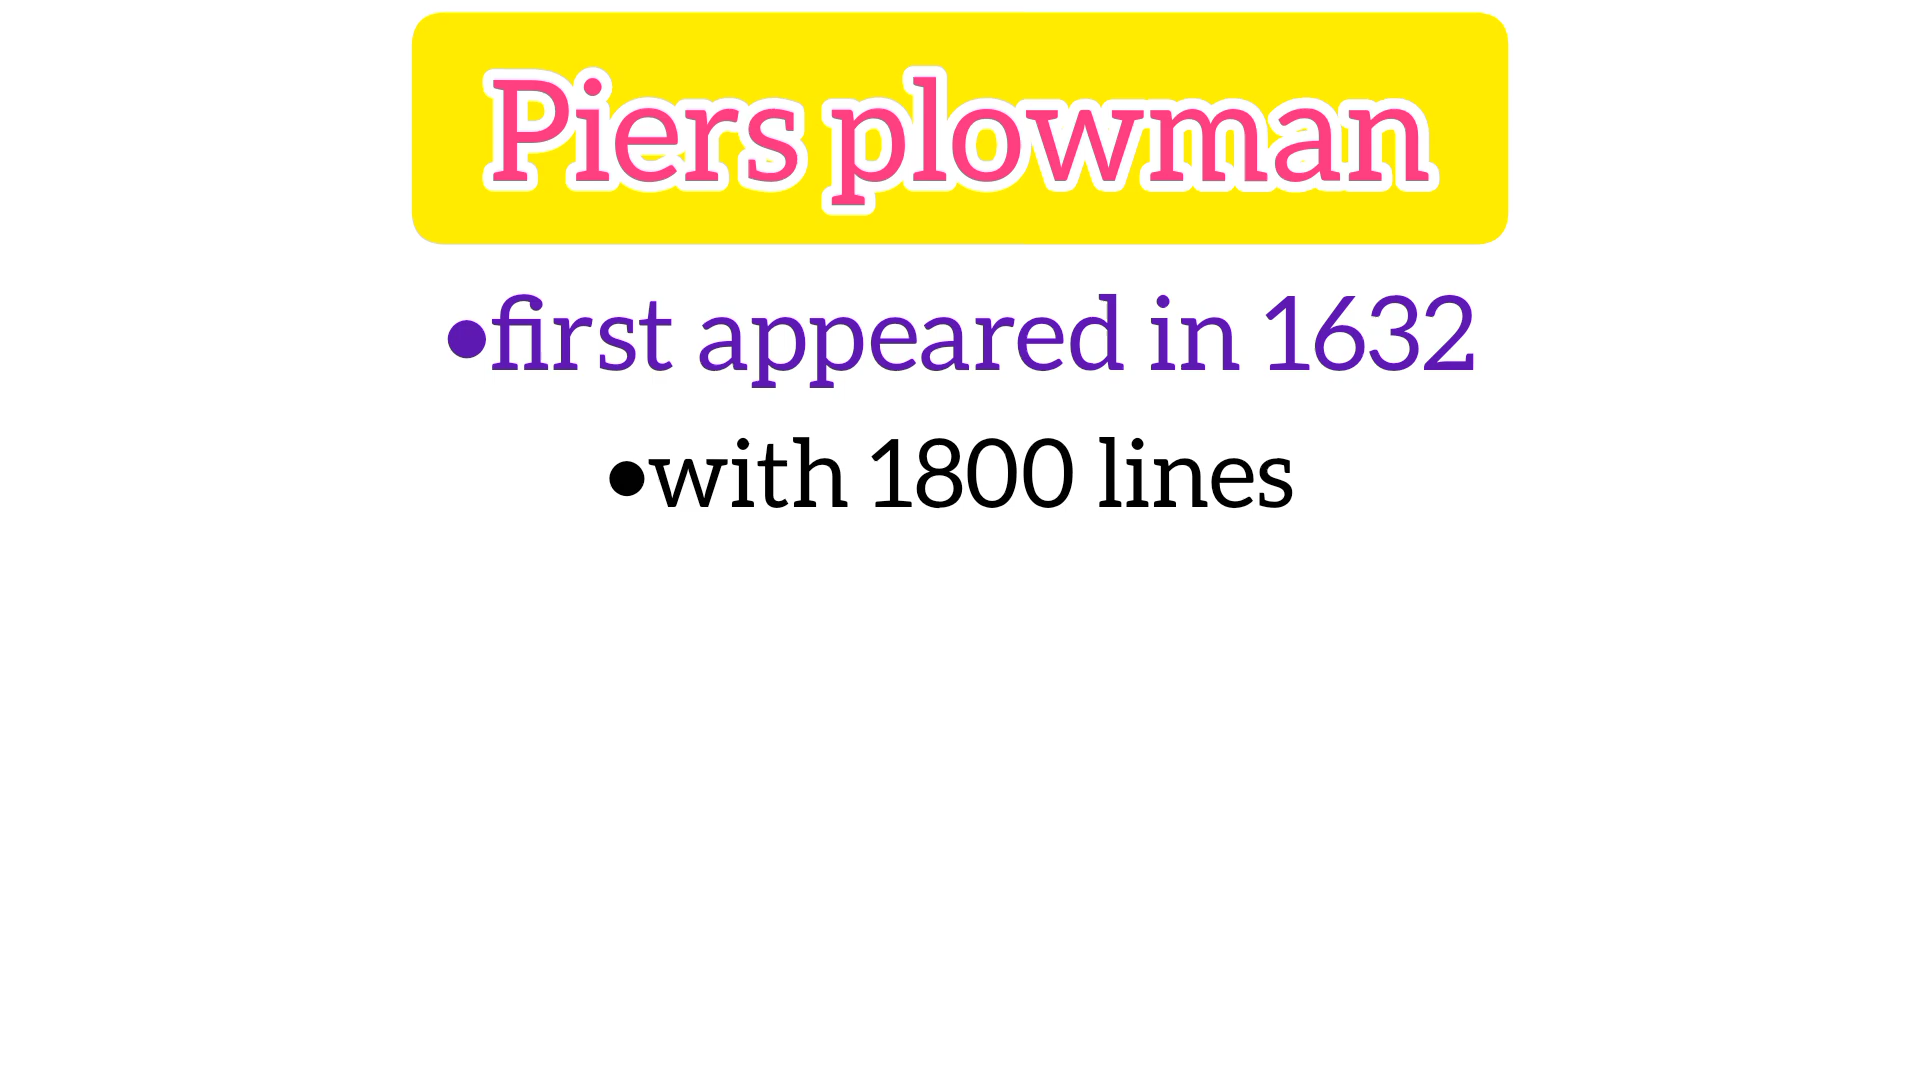 Piers plowman
•first appeared in 1632
•with 1800 lines